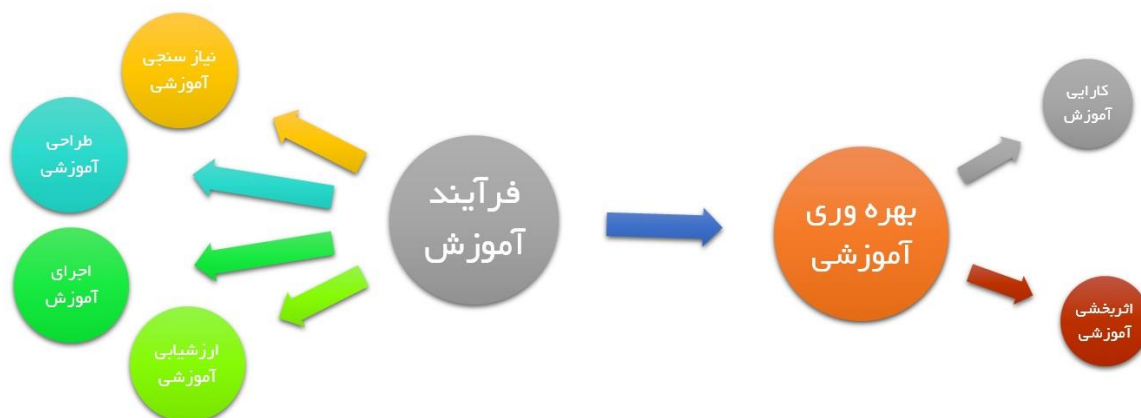 نیاز سنجی
آموزشی
طراحی
آموزشی
اجرای
آموزش
ارزشیابی
آموزشی
فرآیند
آموزش
بهره وری
آموزشی
کارایی
آموزش
اثربخشی
آموزشی